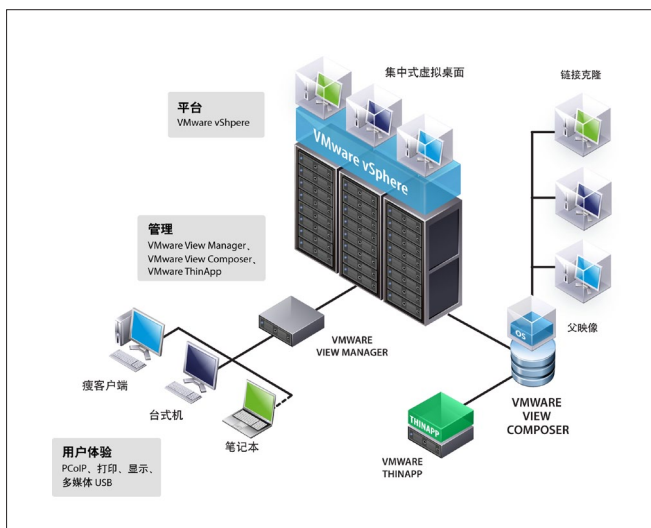 集中式虚拟桌面
链接克隆
平台
VMware vShpere
VMware vSphere
管理
VMware View Manager、
VMware View Composer、
VMware ThinApp
VMWARE
VIEW MANAGER
OS
父映像
瘦客户端
台式机
笔记本
VMWARE
VIEW
COMPOSER
THINAPP
VMWARE
THINAPP
用户体验
PCoIP、打印、显示、
多媒体 USB